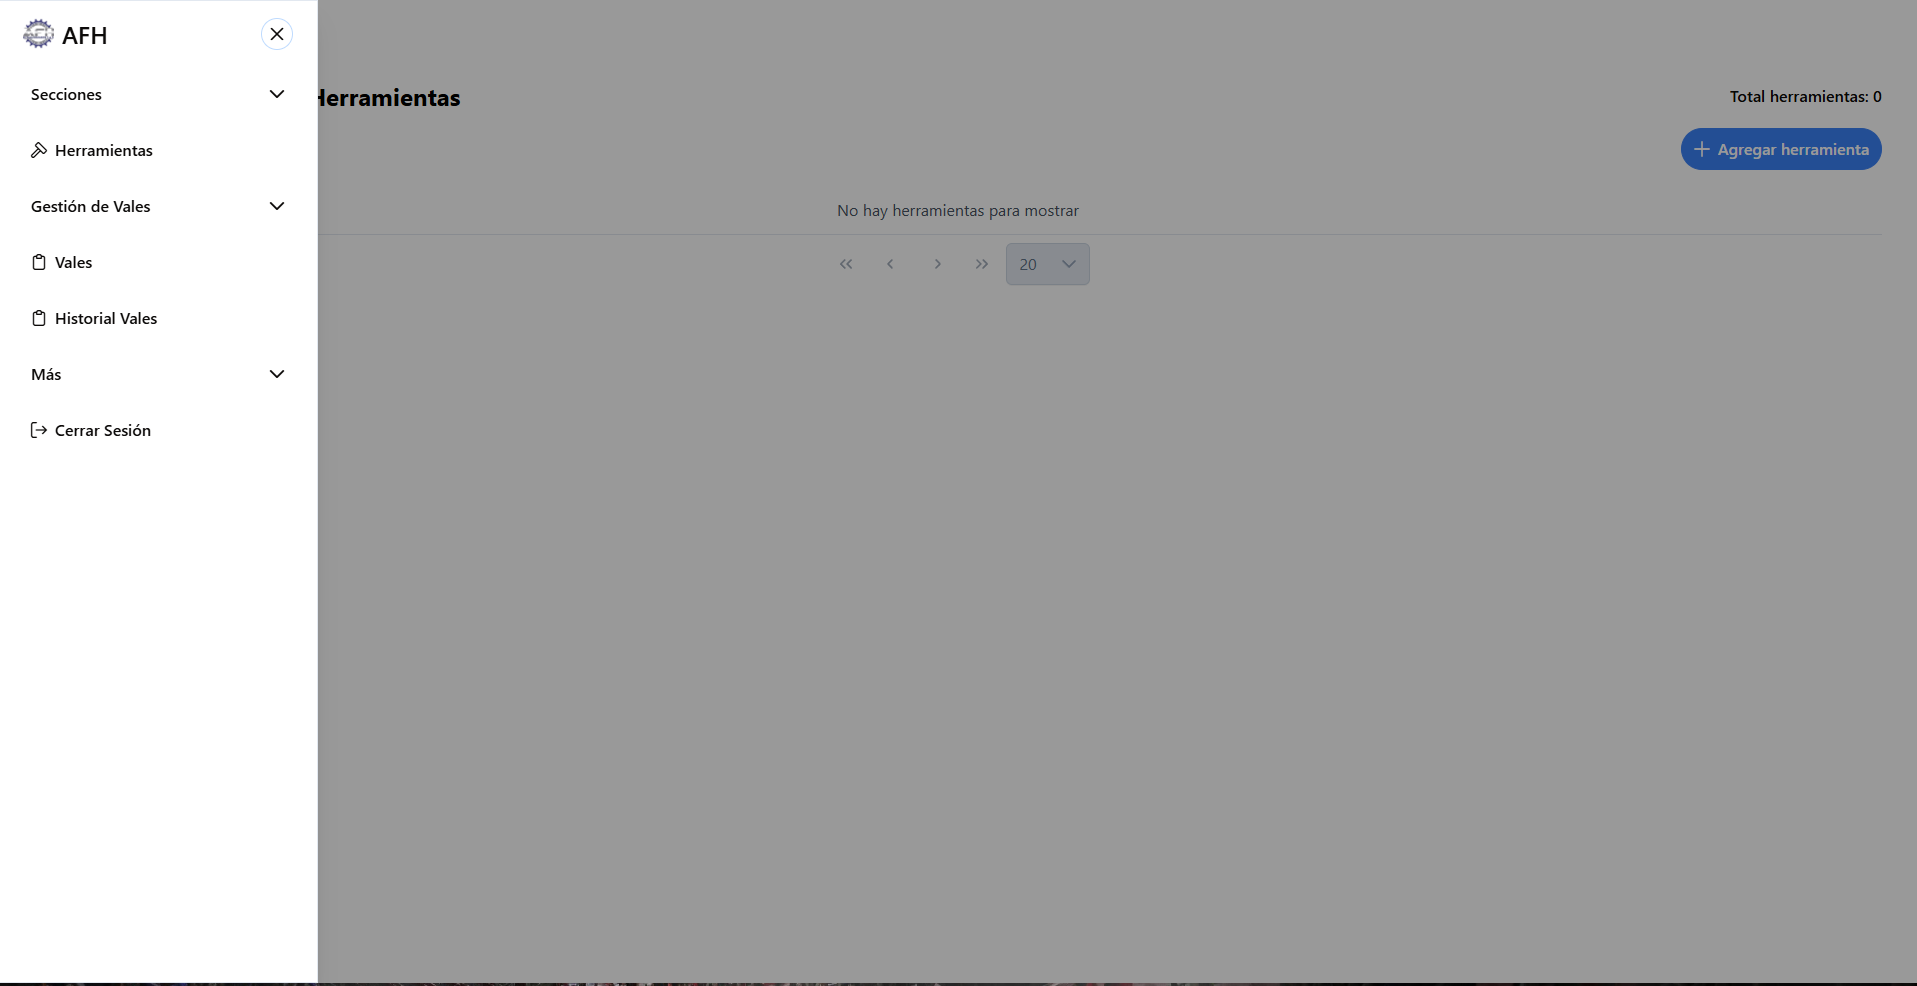 AFH
Secciones
Herramientas
Gestión de Vales
Vales
Historial Vales
Más
Cerrar Sesión
Herramientas
Total herramientas: 0
Agregar herramienta
No hay herramientas para mostrar
20